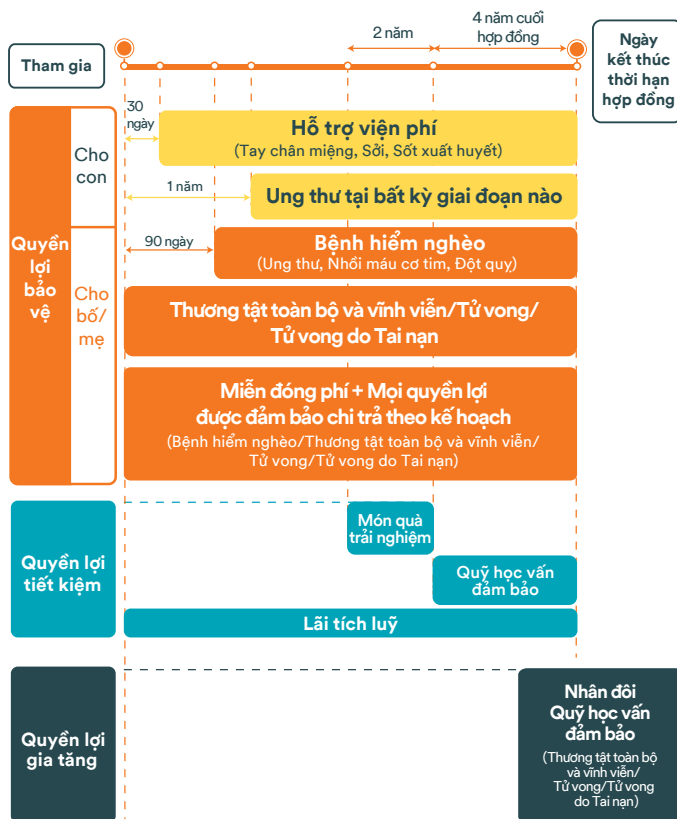 Tham gia
2 năm
4 năm cuối
hợp đồng
Ngày
kết thúc
thời hạn
hợp đồng
Quyền
lợi
bảo
vệ
Cho
con
30
ngày
Hỗ trợ viện phí
(Tay chân miệng, Sởi, Sốt xuất huyết)
1 năm
Ung thư tại bất kỳ giai đoạn nào
Cho
bố/
mẹ
90 ngày
Bệnh hiểm nghèo
(Ung thư, Nhồi máu cơ tim, Đột quỵ)
Thương tật toàn bộ và vĩnh viễn/Tử vong/
Tử vong do Tai nạn
Miễn đóng phí + Mọi quyền lợi
được đảm bảo chi trả theo kế hoạch
(Bệnh hiểm nghèo/Thương tật toàn bộ và vĩnh viễn/
Tử vong/Tử vong do Tai nạn)
Quyền lợi
tiết kiệm
Món quà
trải nghiệm
Quỹ học vấn
đảm bảo
Lãi tích luỹ
Quyền lợi
gia tăng
Nhân đôi
Quỹ học vấn
đảm bảo
(Thương tật toàn bộ
và vĩnh viễn/
Tử vong/Tử vong
do Tai nạn)